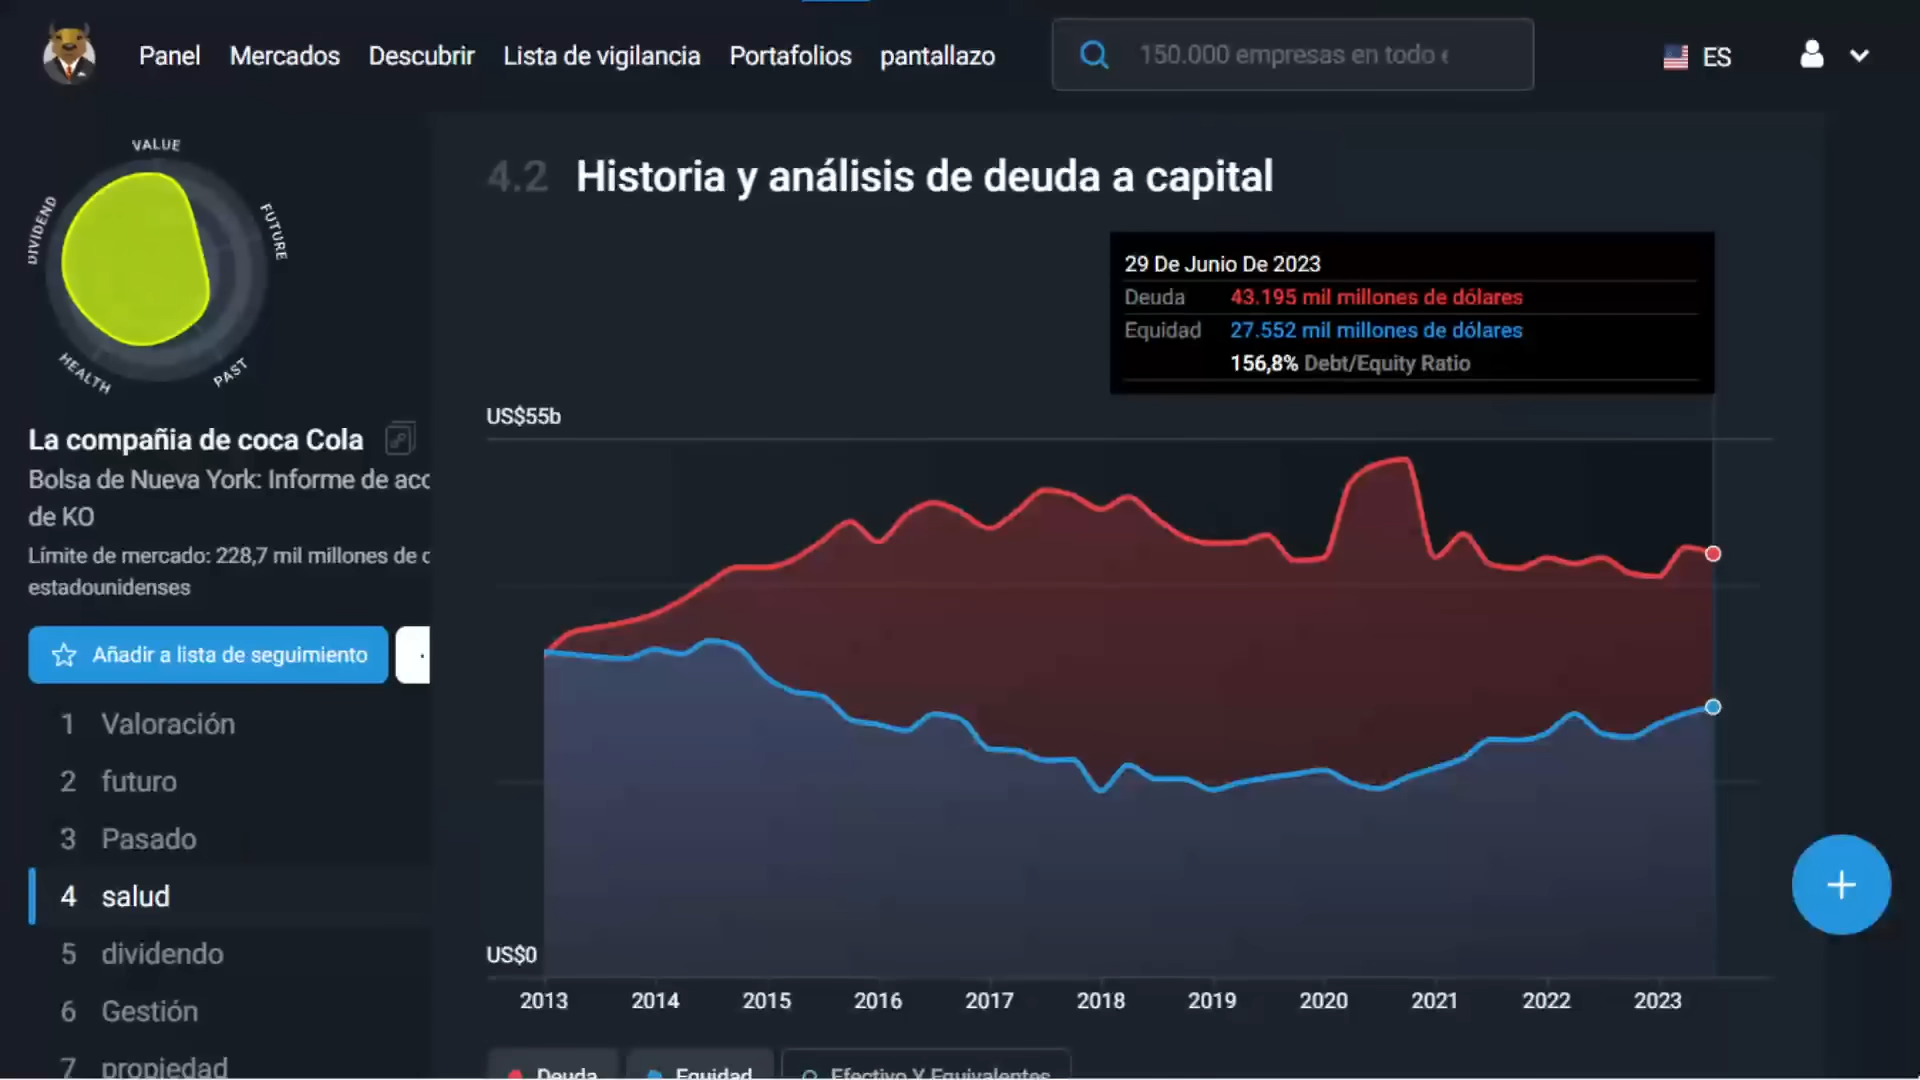 Panel Mercados Descubrir Lista de vigilancia Portafolios pantallazo
150.000 empresas en todo
ES
VALUE
FUTURE
PAST
HEALTH
DIVIDEND
La compañia de coca Cola
Bolsa de Nueva York: Informe de acc
de KO
Límite de mercado: 228,7 mil millones de
estadounidenses
Añadir a lista de seguimiento
1 Valoración
2 futuro
3 Pasado
4 salud
5 dividendo
6 Gestión
7 propiedad
4.2 Historia y análisis de deuda a capital
29 De Junio De 2023
Deuda 43.195 mil millones de dólares
Equidad 27.552 mil millones de dólares
156,8% Debt/Equity Ratio
US$55b
US$0
2013 2014 2015 2016 2017 2018 2019 2020 2021 2022 2023
Deuda Equidad Efectivo Y Equivalentes